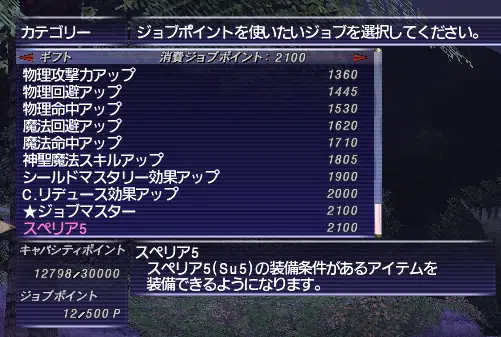 カテゴリー
ジョブポイントを使いたいジョブを選択してください。
ギフト 消費ジョブポイント: 2100
物理攻撃力アップ 1360
物理回避アップ 1445
物理命中アップ 1530
魔法回避アップ 1620
魔法命中アップ 1710
神聖魔法スキルアップ 1805
シールドマスタリー効果アップ 1900
C.リデュース効果アップ 2000
★ジョブマスター 2100
スペリア5 2100
キャパシティポイント
12798/30000
ジョブポイント
12/500 P
スペリア5
スペリア5(Su5)の装備条件があるアイテムを
装備できるようになります。